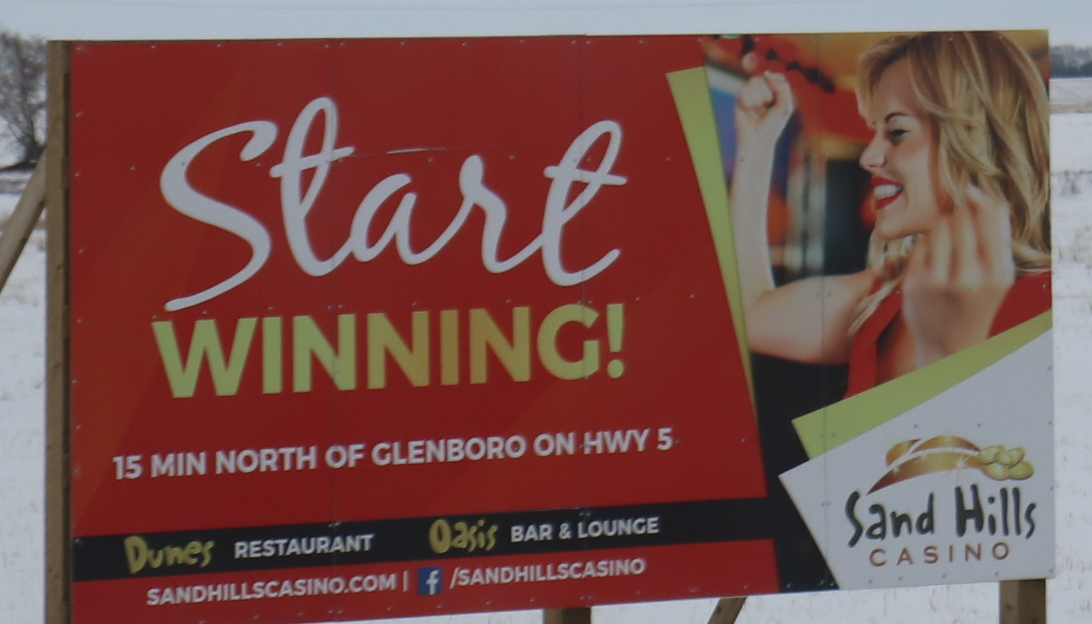 Start
WINNING!
15 MIN NORTH OF GLENBORO ON HWY 5
Dunes RESTAURANT Oasis BAR & LOUNGE
SANDHILLSCASINO.COM | f /SANDHILLSCASINO
Sand Hills
CASINO